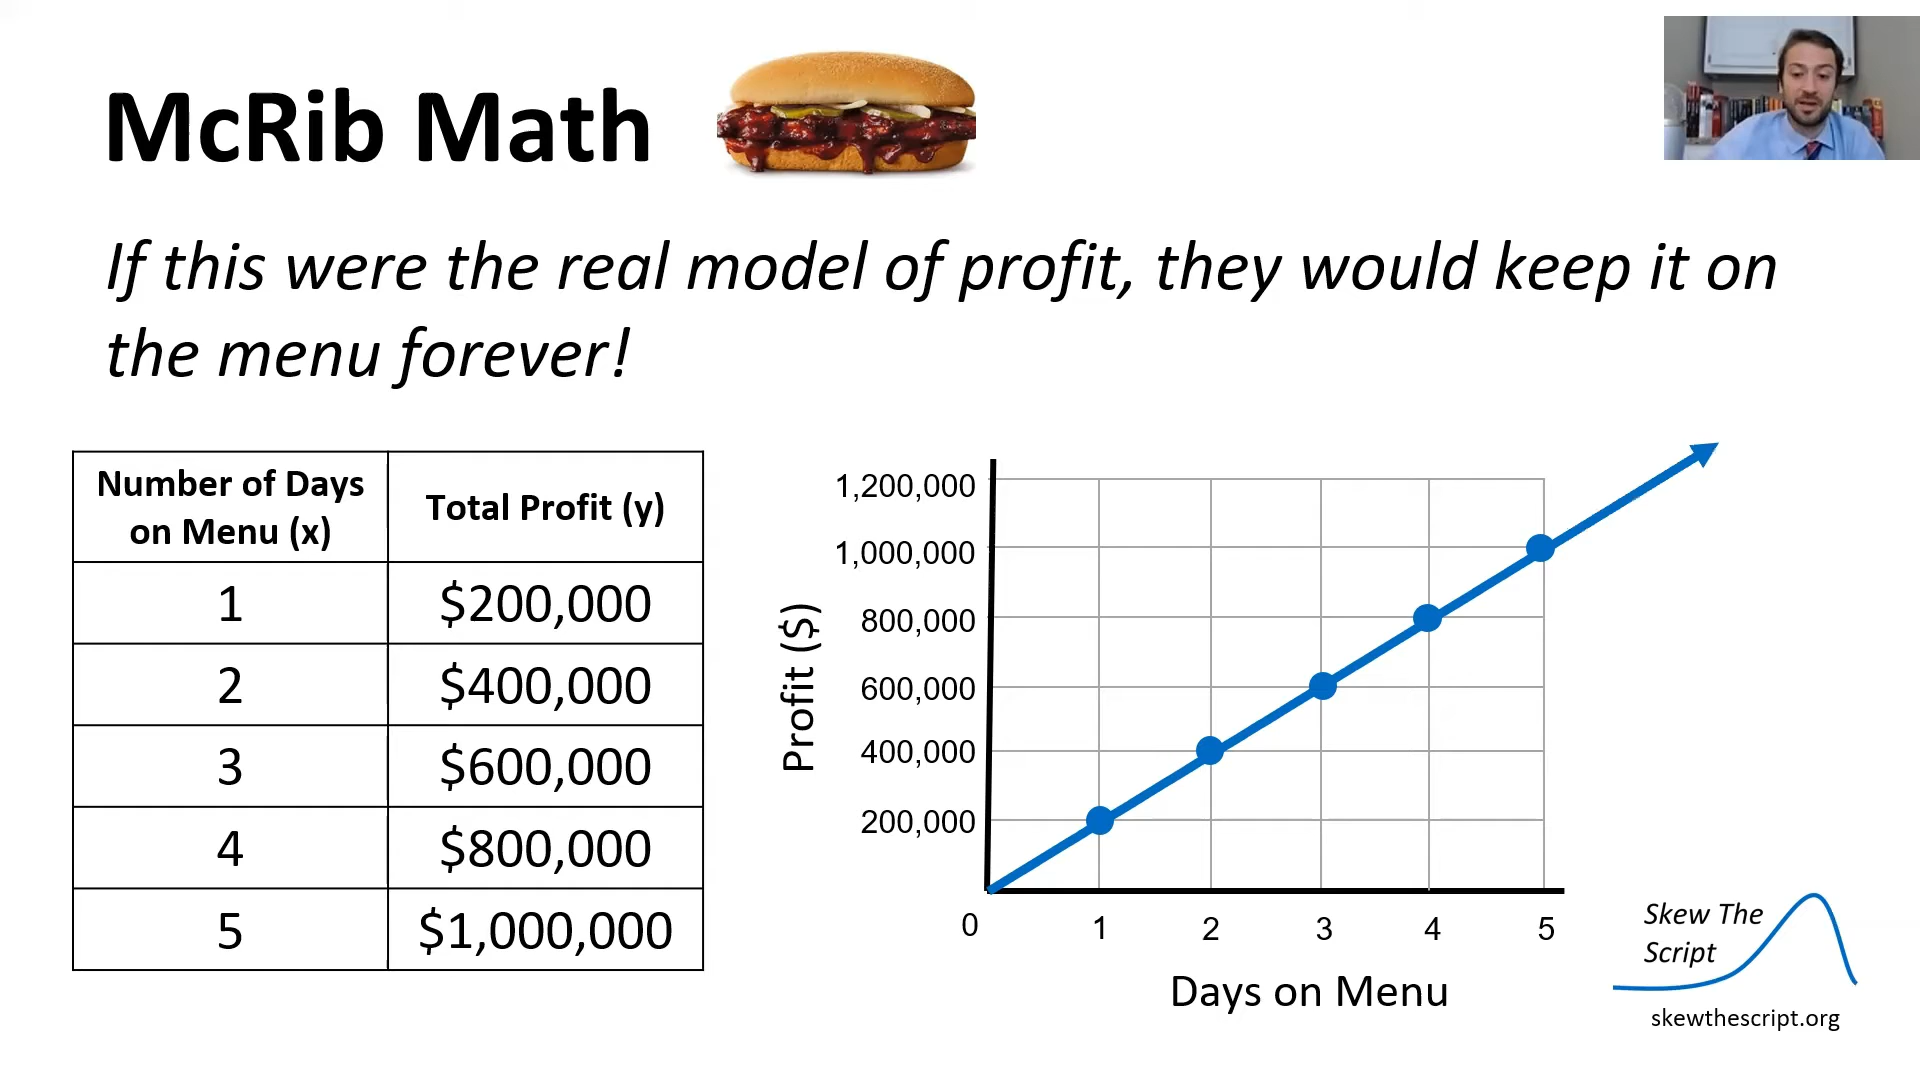 McRib Math
If this were the real model of profit, they would keep it on
the menu forever!
Number of Days
on Menu (x)
Total Profit (y)
1
$200,000
2
$400,000
3
$600,000
4
$800,000
5
$1,000,000
Profit ($)
1,200,000
1,000,000
800,000
600,000
400,000
200,000
0
1
2
3
4
5
Days on Menu
Skew The
Script
skewthescript.org